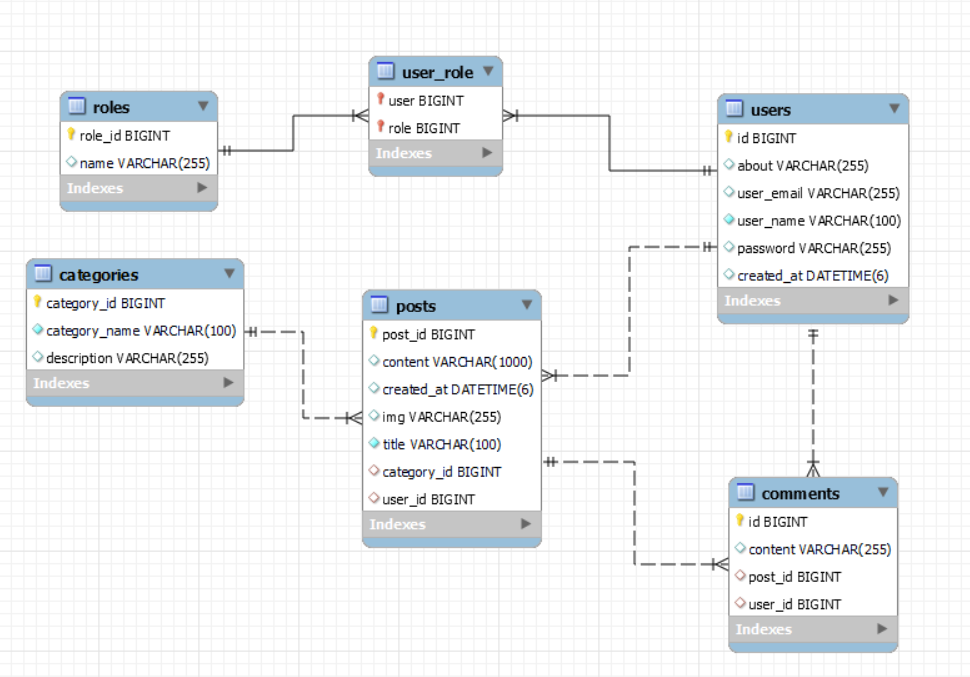 user_role
user BIGINT
role BIGINT
Indexes
roles
role_id BIGINT
name VARCHAR(255)
Indexes
users
id BIGINT
about VARCHAR(255)
user_email VARCHAR(255)
user_name VARCHAR(100)
password VARCHAR(255)
created_at DATETIME(6)
Indexes
categories
category_id BIGINT
category_name VARCHAR(100)
description VARCHAR(255)
Indexes
posts
post_id BIGINT
content VARCHAR(1000)
created_at DATETIME(6)
img VARCHAR(255)
title VARCHAR(100)
category_id BIGINT
user_id BIGINT
Indexes
comments
id BIGINT
content VARCHAR(255)
post_id BIGINT
user_id BIGINT
Indexes